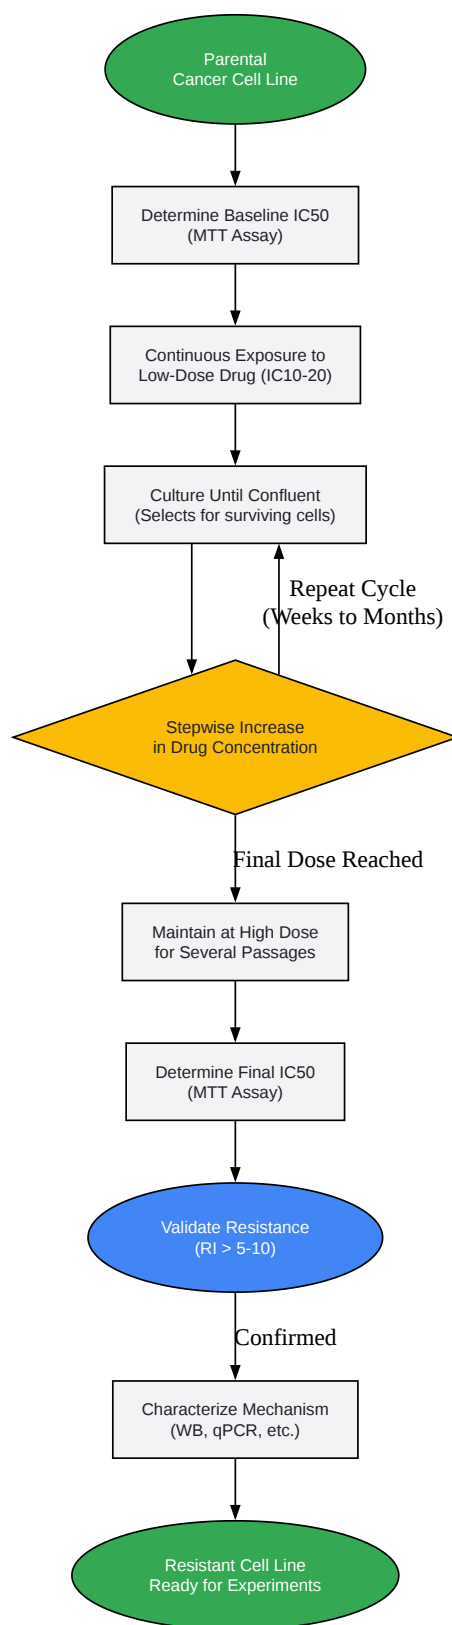 Parental
Cancer Cell Line
Determine Baseline IC50
(MTT Assay)
Continuous Exposure to
Low-Dose Drug (IC10-20)
Culture Until Confluent
(Selects for surviving cells)
Repeat Cycle
(Weeks to Months)
Stepwise Increase
in Drug Concentration
Final Dose Reached
Maintain at High Dose
for Several Passages
Determine Final IC50
(MTT Assay)
Validate Resistance
(RI > 5-10)
Confirmed
Characterize Mechanism
(WB, qPCR, etc.)
Resistant Cell Line
Ready for Experiments